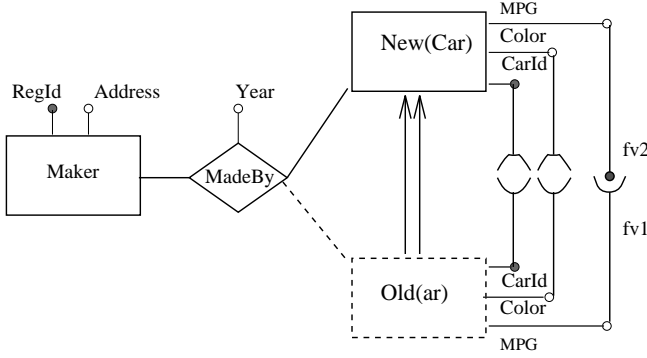 MPG
New(Car)
Color
CarId
RegId
Address
Year
Maker
MadeBy
fv2
fv1
Old(ar)
CarId
Color
MPG